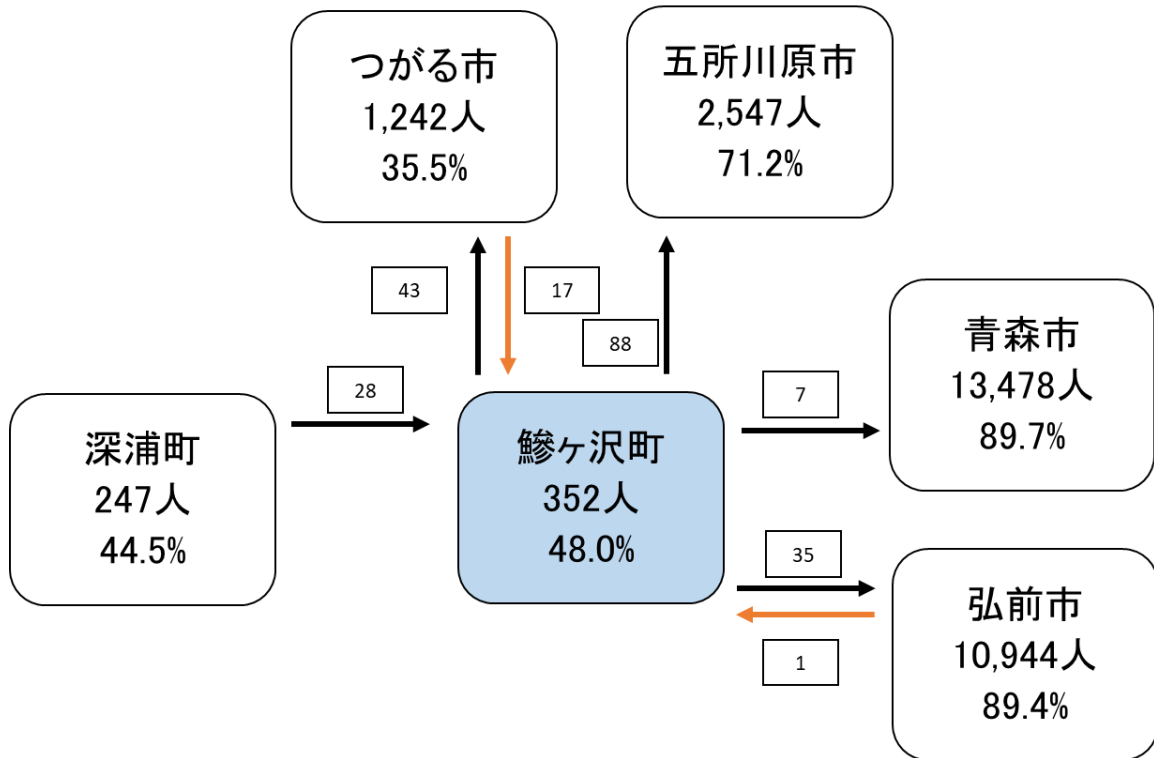 つがる市
1,242人
35.5%
五所川原市
2,547人
71.2%
43
17
88
青森市
13,478人
89.7%
28
7
深浦町
247人
44.5%
鰺ヶ沢町
352人
48.0%
35
1
弘前市
10,944人
89.4%